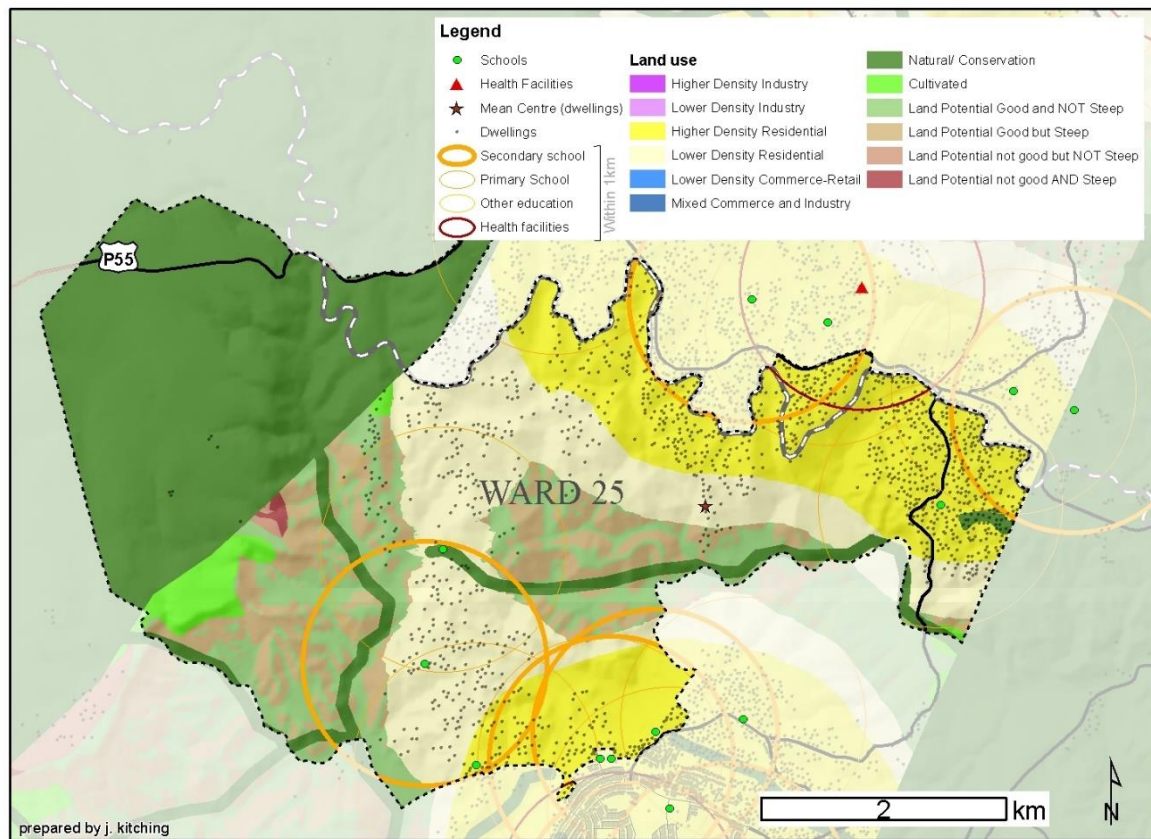 Legend
Schools
Health Facilities
Mean Centre (dwellings)
Dwellings
Secondary school
Primary School
Other education
Health facilities
Within 1km
Land use
Higher Density Industry
Lower Density Industry
Higher Density Residential
Lower Density Residential
Lower Density Commerce-Retail
Mixed Commerce and Industry
Natural/ Conservation
Cultivated
Land Potential Good and NOT Steep
Land Potential Good but Steep
Land Potential not good but NOT Steep
Land Potential not good AND Steep
P55
WARD 25
2 km
N
prepared by j. kitching